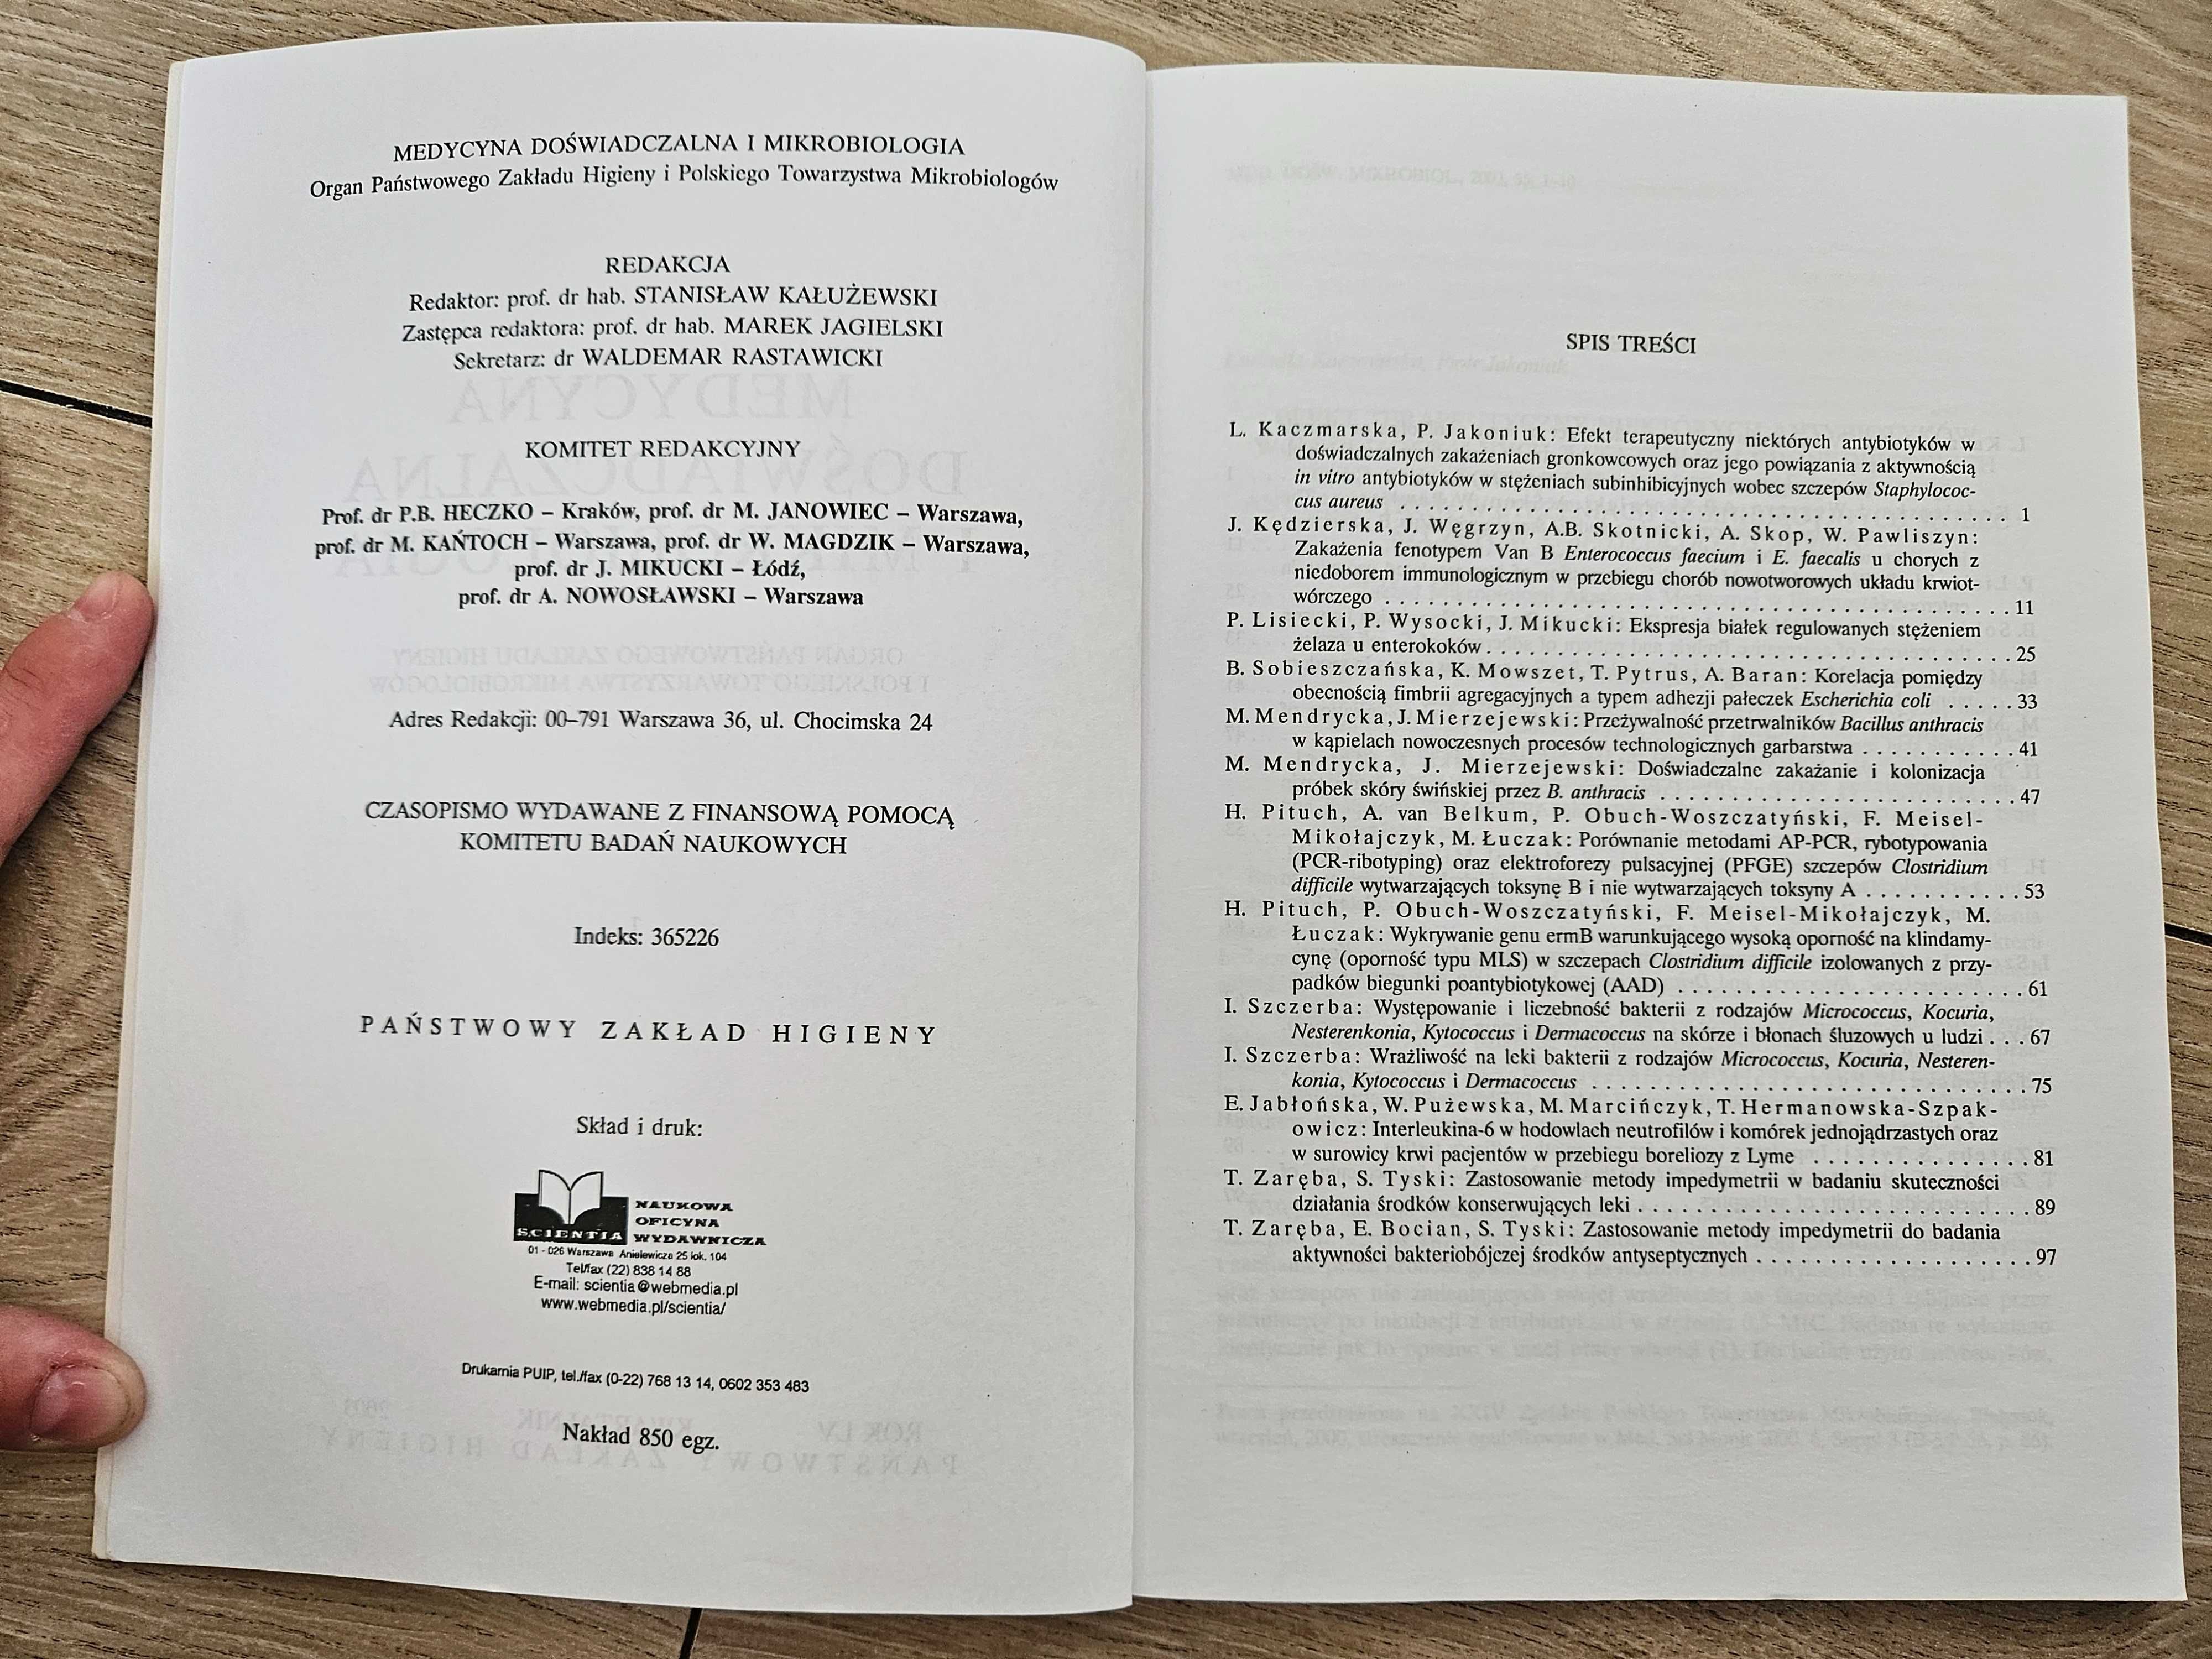 MEDYCYNA DOŚWIADCZALNA I MIKROBIOLOGIA
Organ Państwowego Zakładu Higieny i Polskiego Towarzystwa Mikrobiologów
REDAKCJA
Redaktor: prof. dr hab. STANISŁAW KAŁUŻEWSKI
Zastępca redaktora: prof. dr hab. MAREK JAGIELSKI
Sekretarz: dr WALDEMAR RASTAWICKI
KOMITET REDAKCYJNY
Prof. dr P.B. HECZKO – Kraków, prof. dr M. JANOWIEC – Warszawa,
prof. dr M. KAŃTOCH – Warszawa, prof. dr W. MAGDZIK – Warszawa,
prof. dr J. MIKUCKI – Łódź,
prof. dr A. NOWOSŁAWSKI – Warszawa
Adres Redakcji: 00–791 Warszawa 36, ul. Chocimska 24
CZASOPISMO WYDAWANE Z FINANSOWĄ POMOCĄ
KOMITETU BADAŃ NAUKOWYCH
Indeks: 365226
PAŃSTWOWY ZAKŁAD HIGIENY
Skład i druk:
SCIENTIA
NAUKOWA
OFICYNA
WYDAWNICZA
01 - 026 Warszawa Anielewicza 25 lok. 104
Tel/fax (22) 838 14 88
E-mail: scientia@webmedia.pl
www.webmedia.pl/scientia/
Drukarnia PUIP, tel./fax (0-22) 768 13 14, 0602 353 483
Nakład 850 egz.
SPIS TREŚCI
L. Kaczmarska, P. Jakoniuk: Efekt terapeutyczny niektórych antybiotyków w
doświadczalnych zakażeniach gronkowcowych oraz jego powiązania z aktywnością
in vitro antybiotyków w stężeniach subinhibicyjnych wobec szczepów Staphylococ-
cus aureus . . . . . . . . . . . . . . . . . . . . . . . . . . . . . . . . . . . . . . . . . . 1
J. Kędzierska, J. Węgrzyn, A.B. Skotnicki, A. Skop, W. Pawliszyn:
Zakażenia fenotypem Van B Enterococcus faecium i E. faecalis u chorych z
niedoborem immunologicznym w przebiegu chorób nowotworowych układu krwiot-
wórczego . . . . . . . . . . . . . . . . . . . . . . . . . . . . . . . . . . . . . . . . . . 11
P. Lisiecki, P. Wysocki, J. Mikucki: Ekspresja białek regulowanych stężeniem
żelaza u enterokoków . . . . . . . . . . . . . . . . . . . . . . . . . . . . . . . . . . . 25
B. Sobieszczańska, K. Mowszet, T. Pytrus, A. Baran: Korelacja pomiędzy
obecnością fimbrii agregacyjnych a typem adhezji pałeczek Escherichia coli . . . . . 33
M. Mendrycka, J. Mierzejewski: Przeżywalność przetrwalników Bacillus anthracis
w kąpielach nowoczesnych procesów technologicznych garbarstwa . . . . . . . . . . . 41
M. Mendrycka, J. Mierzejewski: Doświadczalne zakażanie i kolonizacja
próbek skóry świńskiej przez B. anthracis . . . . . . . . . . . . . . . . . . . . . . . . 47
H. Pituch, A. van Belkum, P. Obuch-Woszczatyński, F. Meisel-
Mikołajczyk, M. Łuczak: Porównanie metodami AP-PCR, rybotypowania
(PCR-ribotyping) oraz elektroforezy pulsacyjnej (PFGE) szczepów Clostridium
difficile wytwarzających toksynę B i nie wytwarzających toksyny A . . . . . . . . . . . 53
H. Pituch, P. Obuch-Woszczatyński, F. Meisel-Mikołajczyk, M.
Łuczak: Wykrywanie genu ermB warunkującego wysoką oporność na klindamy-
cynę (oporność typu MLS) w szczepach Clostridium difficile izolowanych z przy-
padków biegunki poantybiotykowej (AAD) . . . . . . . . . . . . . . . . . . . . . . . 61
I. Szczerba: Występowanie i liczebność bakterii z rodzajów Micrococcus, Kocuria,
Nesterenkonia, Kytococcus i Dermacoccus na skórze i błonach śluzowych u ludzi . . . 67
I. Szczerba: Wrażliwość na leki bakterii z rodzajów Micrococcus, Kocuria, Nesteren-
konia, Kytococcus i Dermacoccus . . . . . . . . . . . . . . . . . . . . . . . . . . . . . 75
E. Jabłońska, W. Pużewska, M. Marcińczyk, T. Hermanowska-Szpak-
owicz: Interleukina-6 w hodowlach neutrofilów i komórek jednojądrzastych oraz
w surowicy krwi pacjentów w przebiegu boreliozy z Lyme . . . . . . . . . . . . . . . 81
T. Zaręba, S. Tyski: Zastosowanie metody impedymetrii w badaniu skuteczności
działania środków konserwujących leki . . . . . . . . . . . . . . . . . . . . . . . . . . . 89
T. Zaręba, E. Bocian, S. Tyski: Zastosowanie metody impedymetrii do badania
aktywności bakteriobójczej środków antyseptycznych . . . . . . . . . . . . . . . . . . . 97